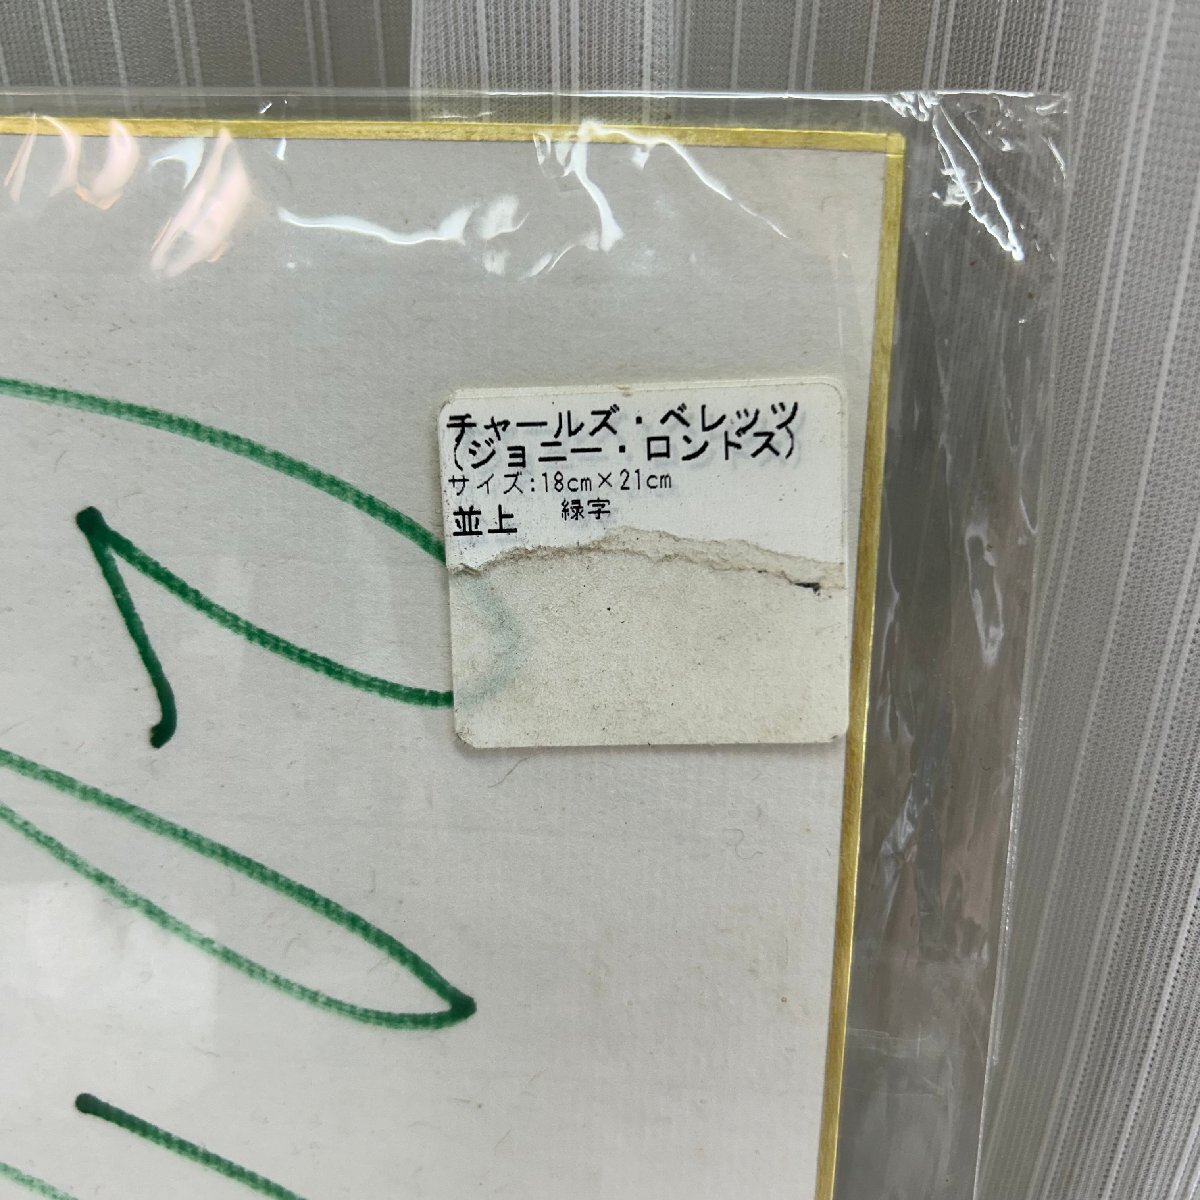 チャールズ・ベレッツ
(ジョニー・ロンドス)
サイズ:18cm×21cm
並上 緑字